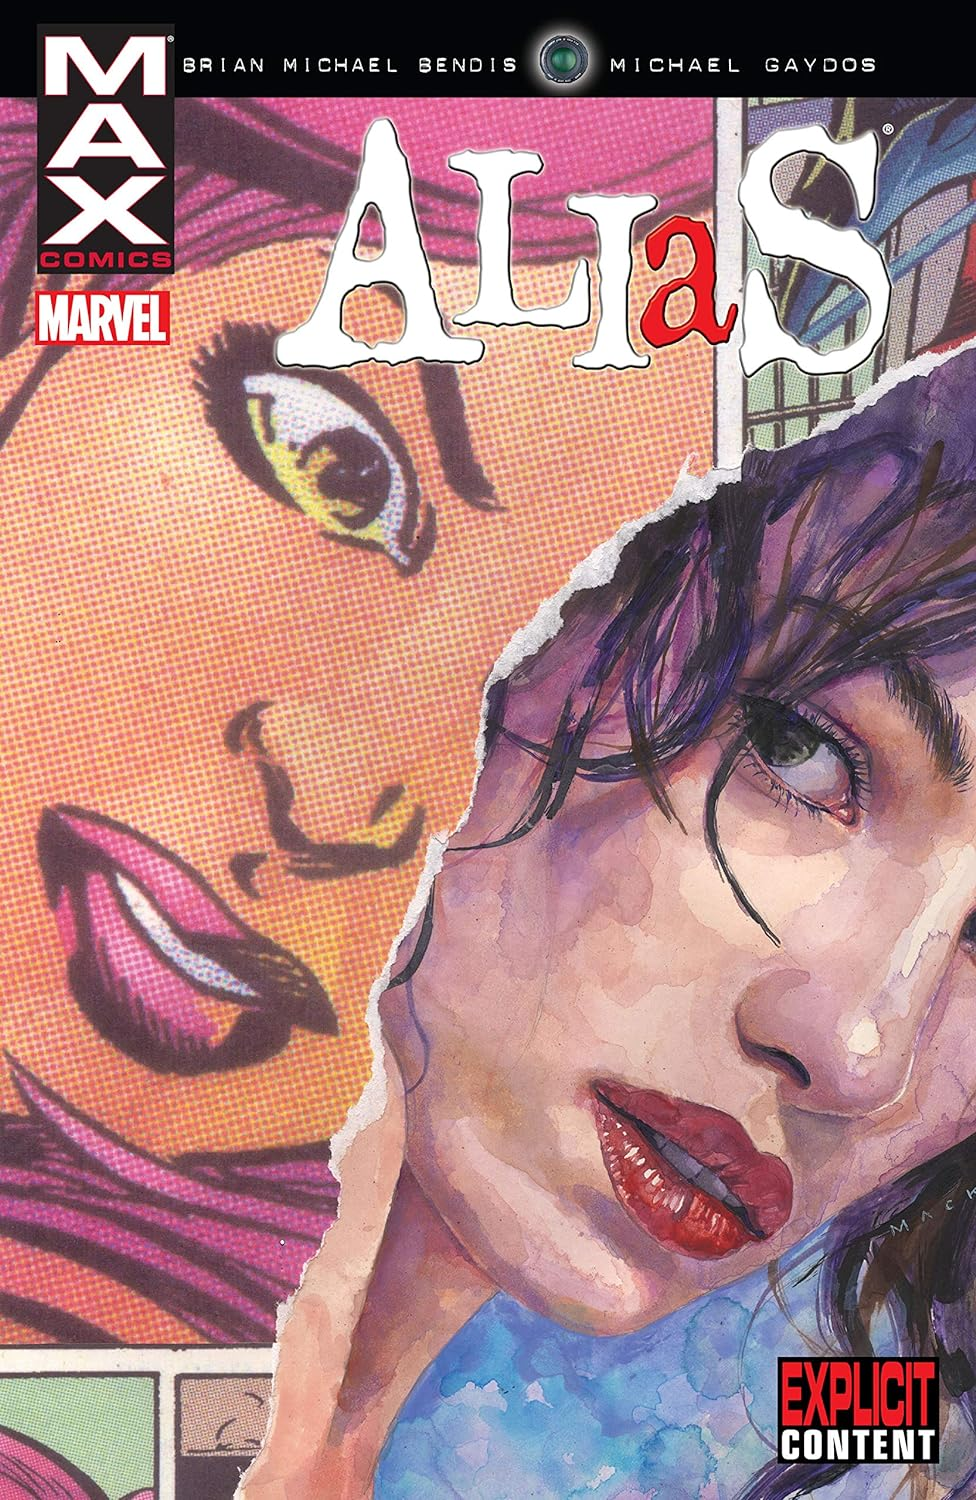 MAX
COMICS
MARVEL
BRIAN MICHAEL BENDIS MICHAEL GAYDOS
ALIaS
MACK
EXPLICIT
CONTENT